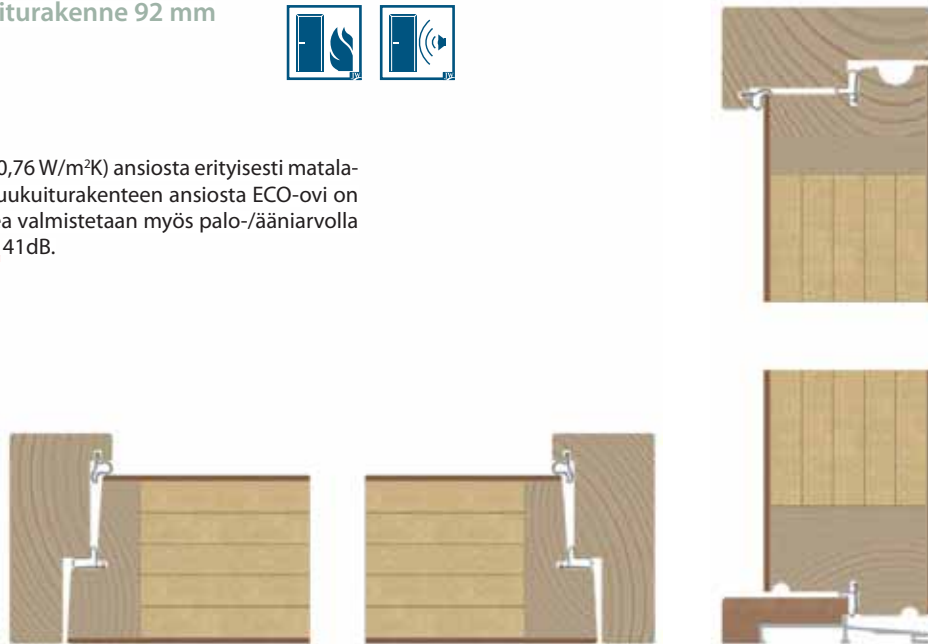 iturakenne 92 mm
0,76 W/m²K) ansiosta erityisesti matala-
uukuiturakenteen ansiosta ECO-ovi on
a valmistetaan myös palo-/ääniarvolla
41dB.